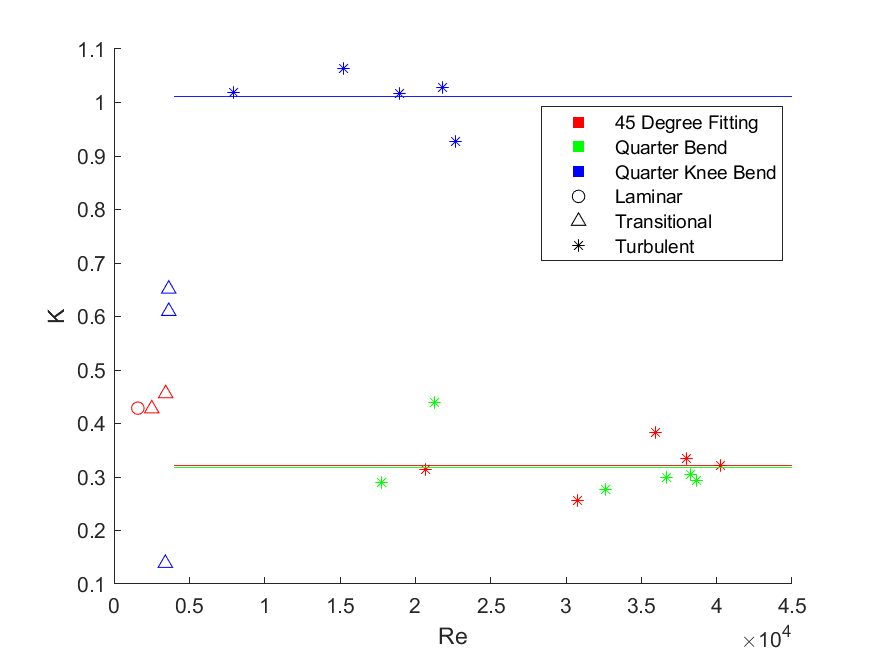 1.1
1
0.9
0.8
0.7
0.6
0.5
0.4
0.3
0.2
0.1
K
45 Degree Fitting
Quarter Bend
Quarter Knee Bend
Laminar
Transitional
Turbulent
0 0.5 1 1.5 2 2.5 3 3.5 4 4.5
Re
×10⁴